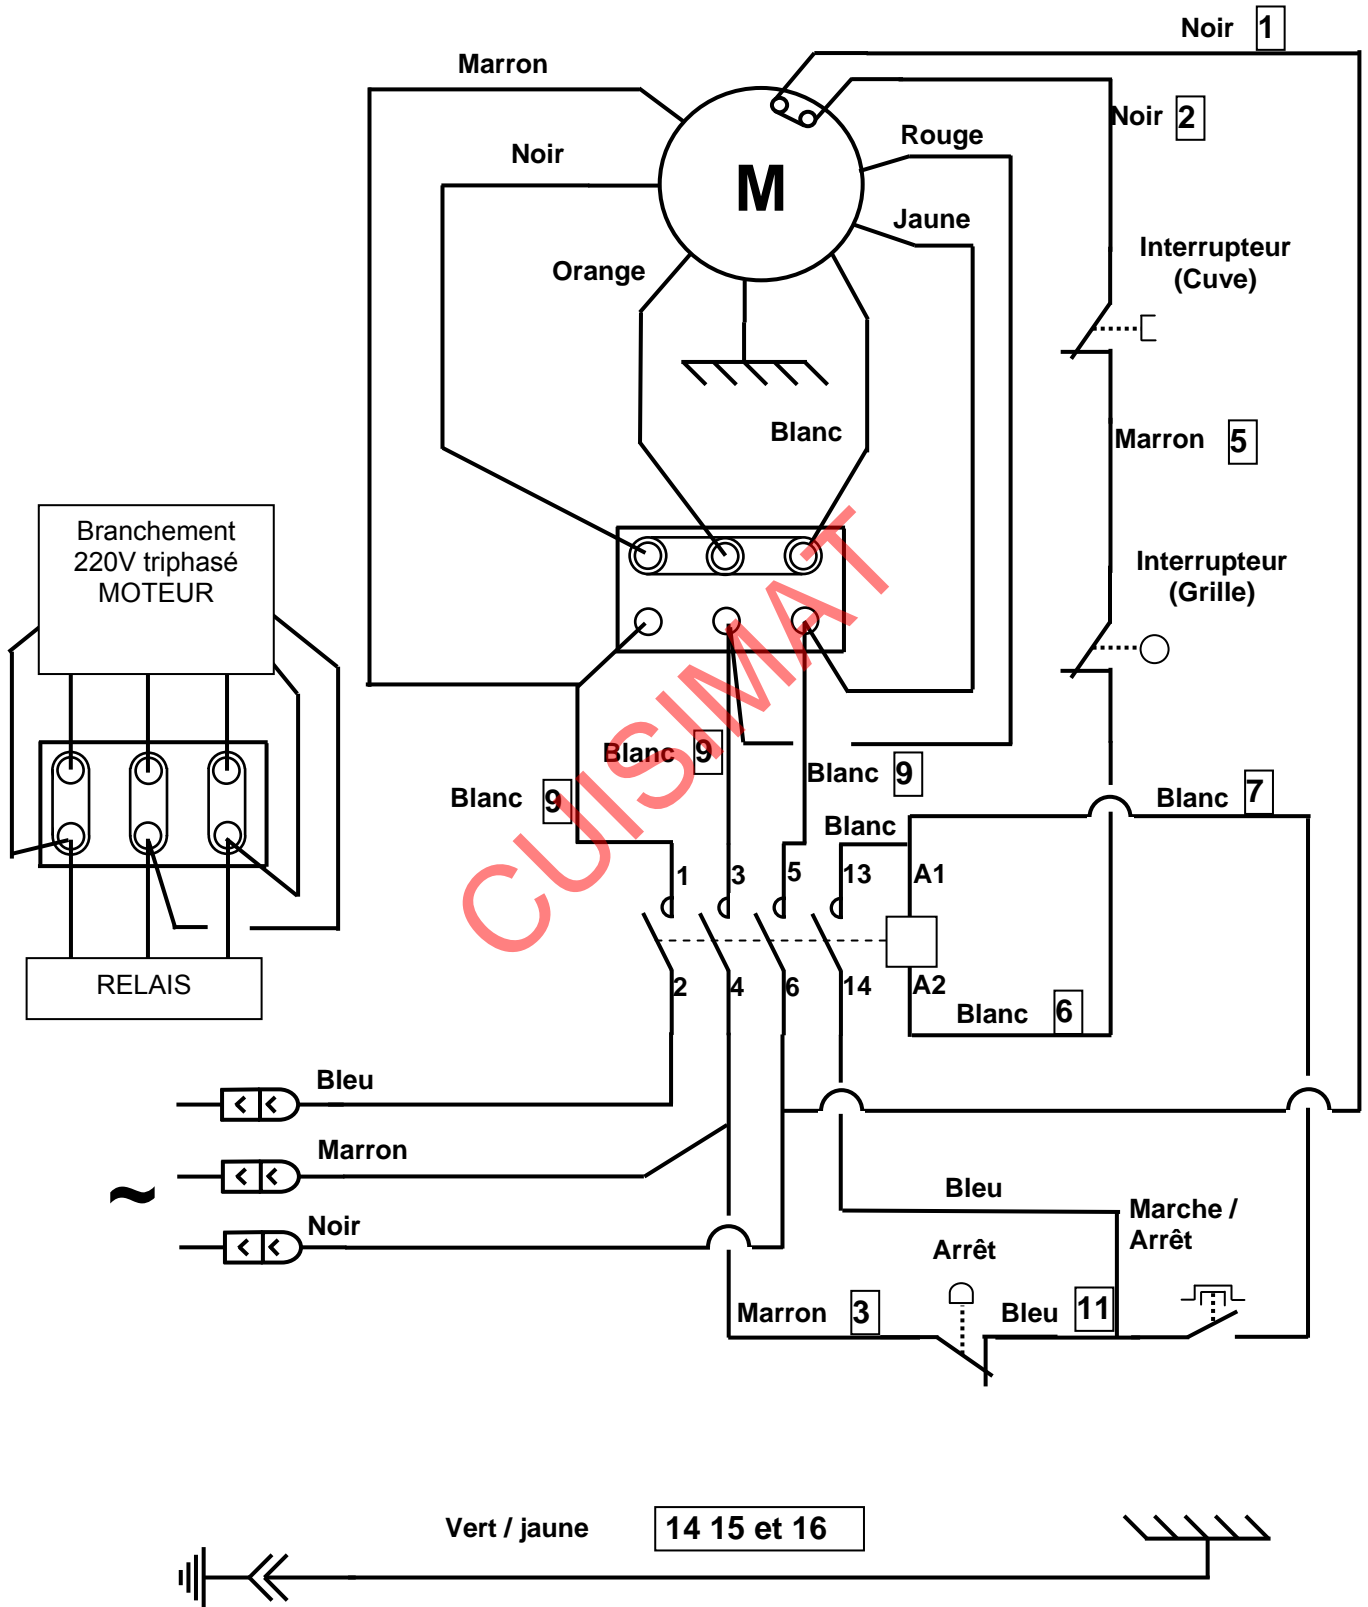 Noir 1
Marron
Noir 2
Rouge
Noir
M
Jaune
Interrupteur
(Cuve)
Orange
Blanc
Marron 5
Branchement
220V triphasé
MOTEUR
Interrupteur
(Grille)
CUISIMAT
Blanc 9
Blanc 9
Blanc 9
Blanc 7
Blanc
1 3 5 13 A1
2 4 6 14 A2
RELAIS
Blanc 6
Bleu
Marron
~
Noir
Bleu
Marche /
Arrêt
Arrêt
Marron 3
Bleu 11
Vert / jaune 14 15 et 16